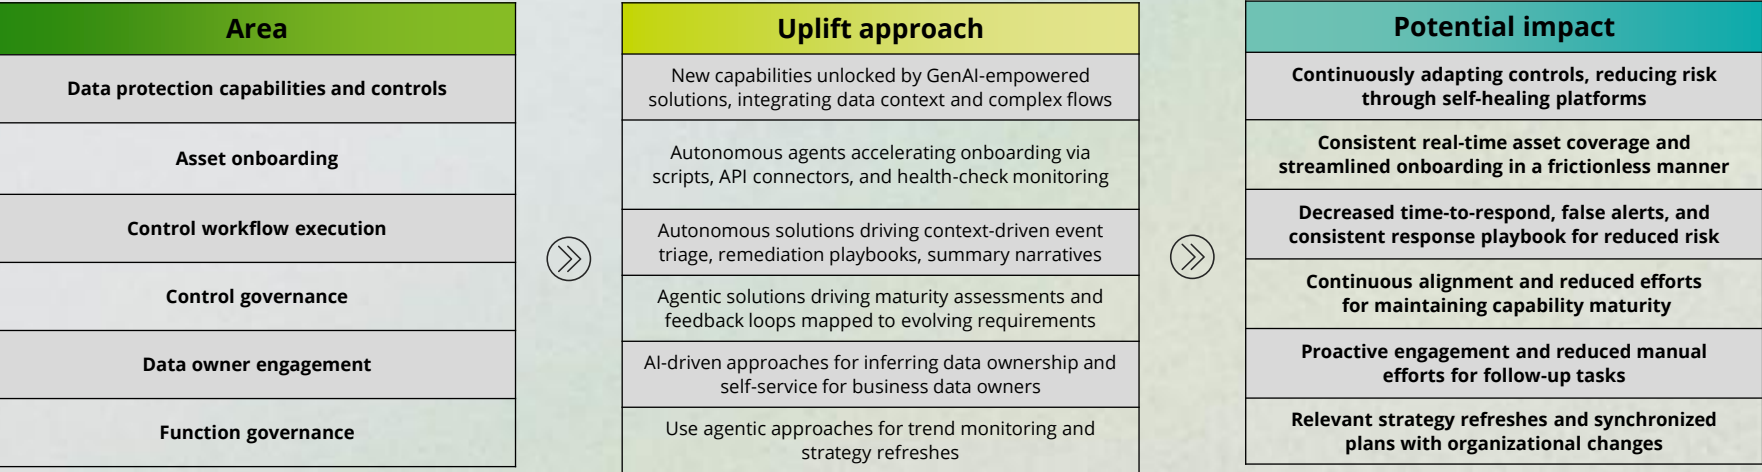 Area
Data protection capabilities and controls
Asset onboarding
Control workflow execution
Control governance
Data owner engagement
Function governance
Uplift approach
New capabilities unlocked by GenAI-empowered
solutions, integrating data context and complex flows
Autonomous agents accelerating onboarding via
scripts, API connectors, and health-check monitoring
Autonomous solutions driving context-driven event
triage, remediation playbooks, summary narratives
Agentic solutions driving maturity assessments and
feedback loops mapped to evolving requirements
AI-driven approaches for inferring data ownership and
self-service for business data owners
Use agentic approaches for trend monitoring and
strategy refreshes
Potential impact
Continuously adapting controls, reducing risk
through self-healing platforms
Consistent real-time asset coverage and
streamlined onboarding in a frictionless manner
Decreased time-to-respond, false alerts, and
consistent response playbook for reduced risk
Continuous alignment and reduced efforts
for maintaining capability maturity
Proactive engagement and reduced manual
efforts for follow-up tasks
Relevant strategy refreshes and synchronized
plans with organizational changes